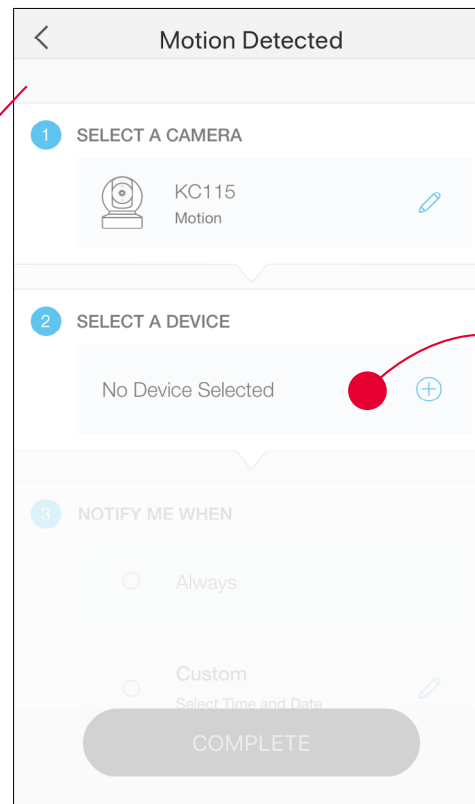 Motion Detected
1 SELECT A CAMERA
KC115
Motion
2 SELECT A DEVICE
No Device Selected
3 NOTIFY ME WHEN
Always
Custom
Select Time and Date
COMPLETE